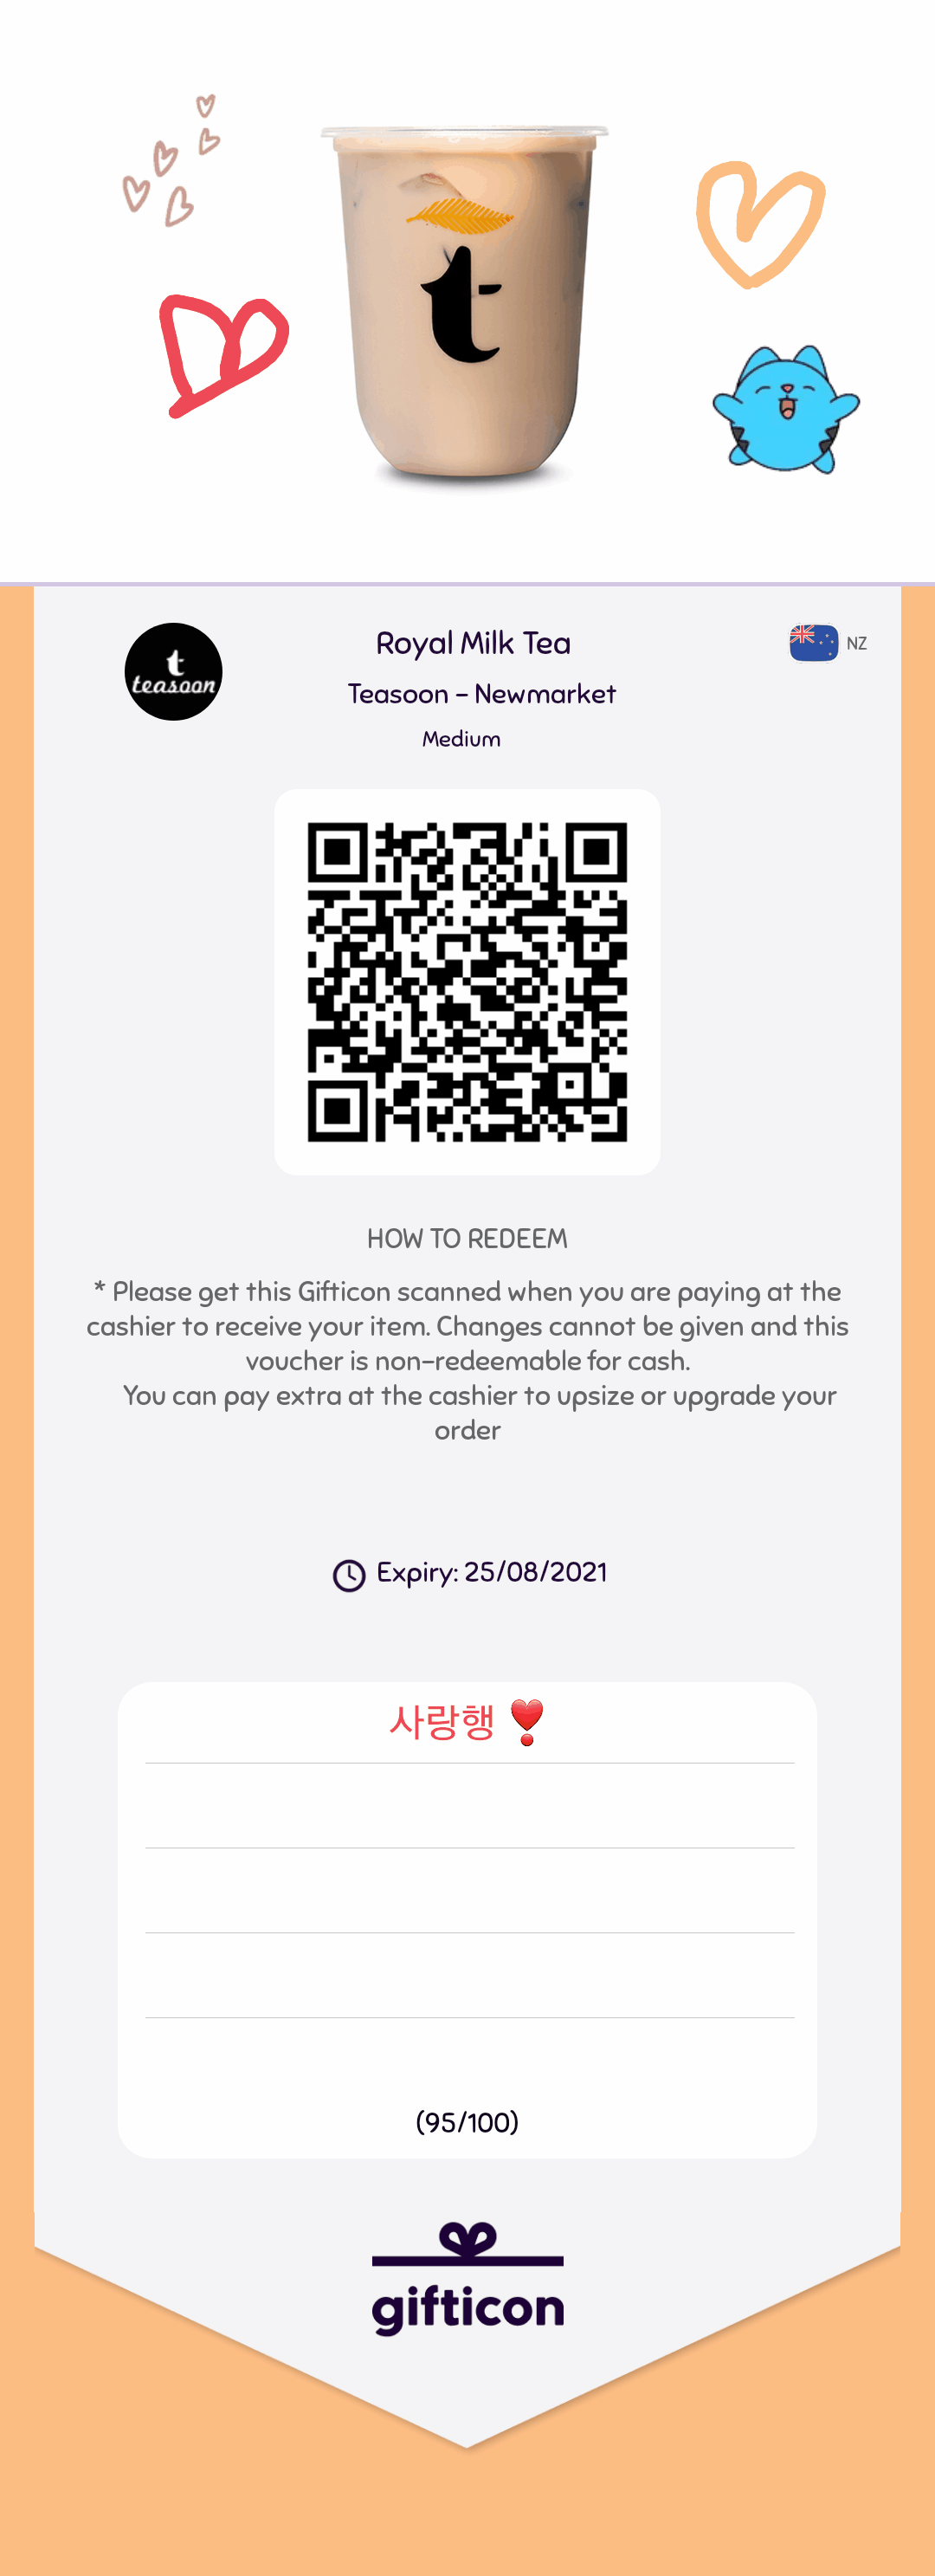 t
t
teasoon
Royal Milk Tea
NZ
Teasoon - Newmarket
Medium
HOW TO REDEEM
* Please get this Gifticon scanned when you are paying at the
cashier to receive your item. Changes cannot be given and this
voucher is non-redeemable for cash.
You can pay extra at the cashier to upsize or upgrade your
order
Expiry: 25/08/2021
사랑행 ❣️
(95/100)
gifticon